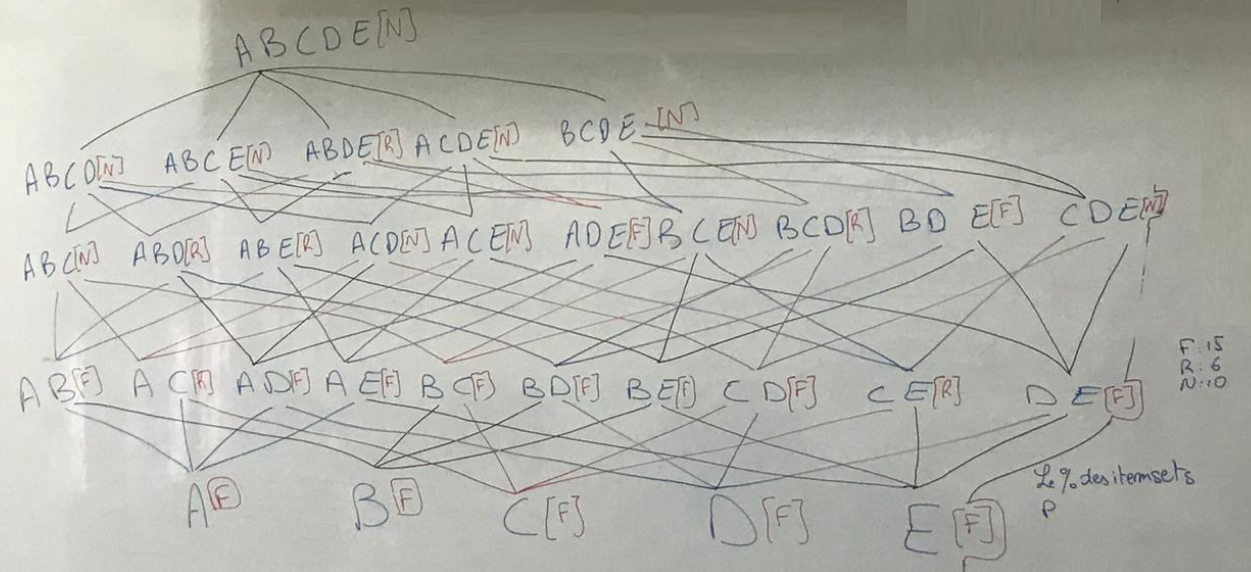 ABCDE[N]
ABCD[N] ABCE[N] ABDE[R] ACDE[N] BCDE[N]
ABC[N] ABD[R] ABE[R] ACD[N] ACE[N] ADE[F] BCE[N] BCD[R] BDE[F] CDE[N]
AB[F] AC[R] AD[F] AE[F] BC[F] BD[F] BE[F] CD[F] CE[R] DE[F]
F:15
R:6
N:10
A[F] B[F] C[F] D[F] E[F]
Le % des itemsets
P